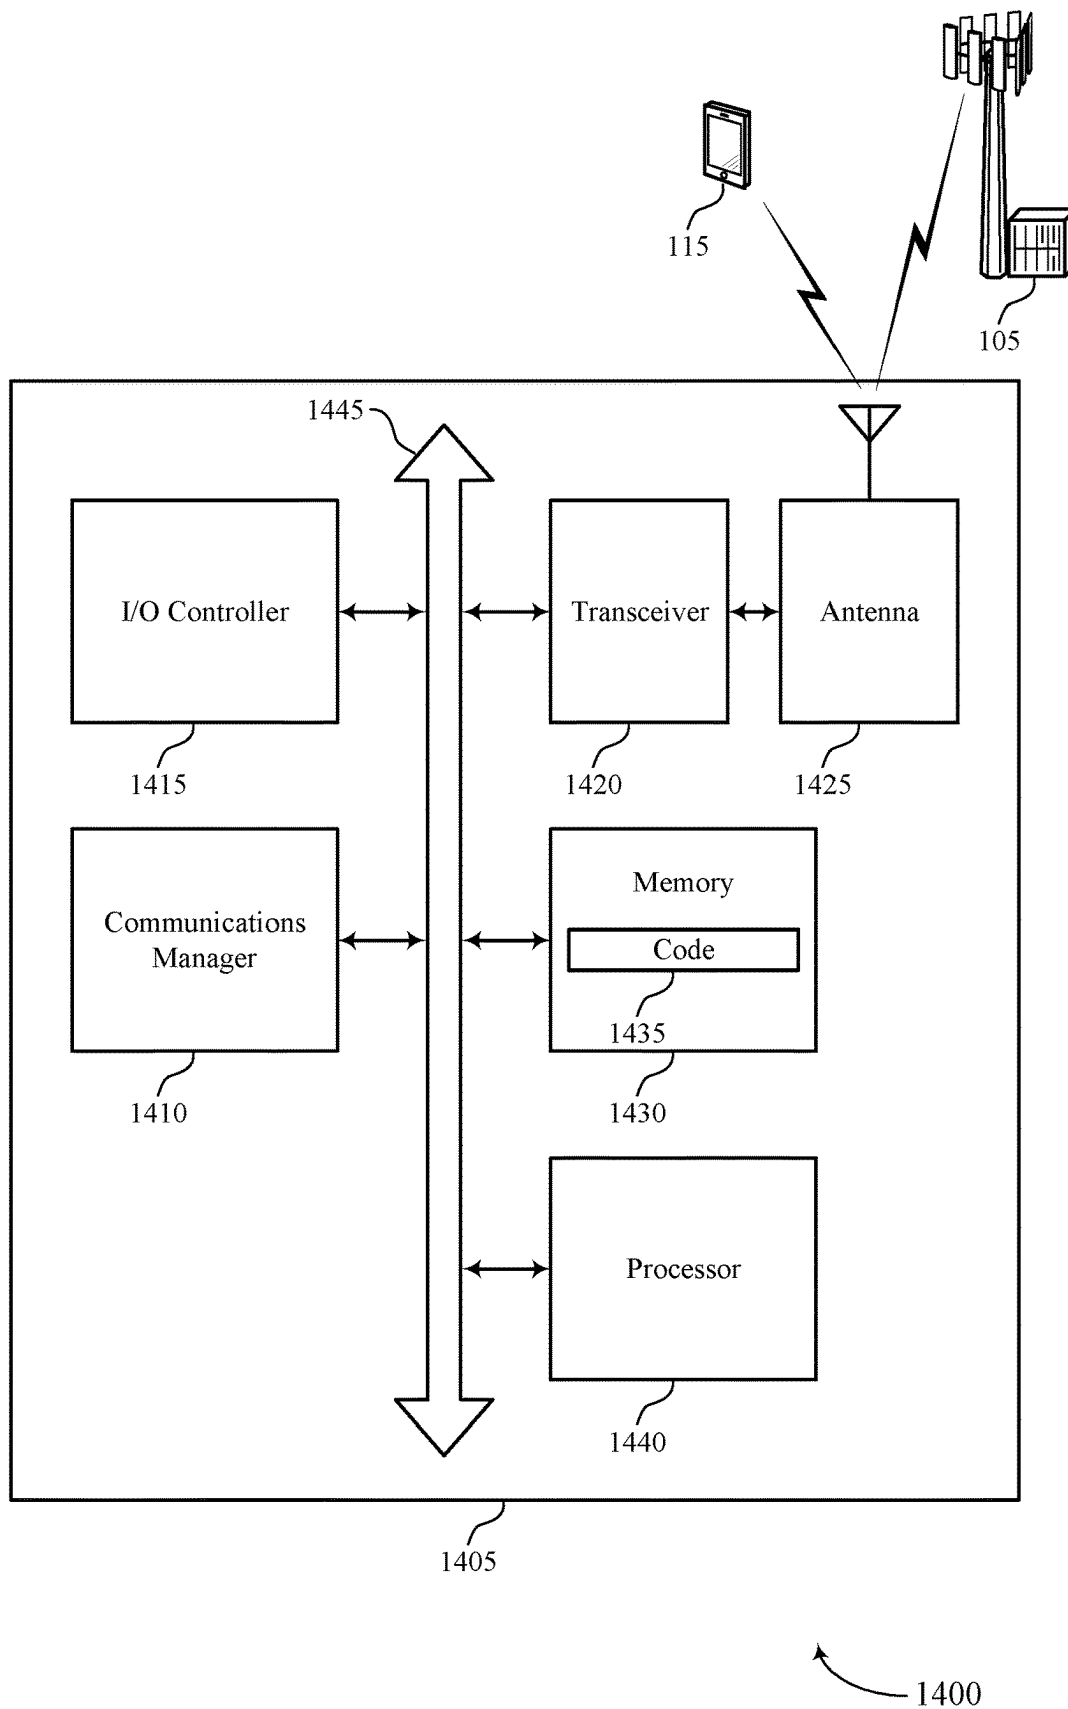 115
105
1445
I/O Controller
Transceiver
Antenna
1415
1420
1425
Communications
Manager
Memory
Code
1435
1410
1430
Processor
1440
1405
1400